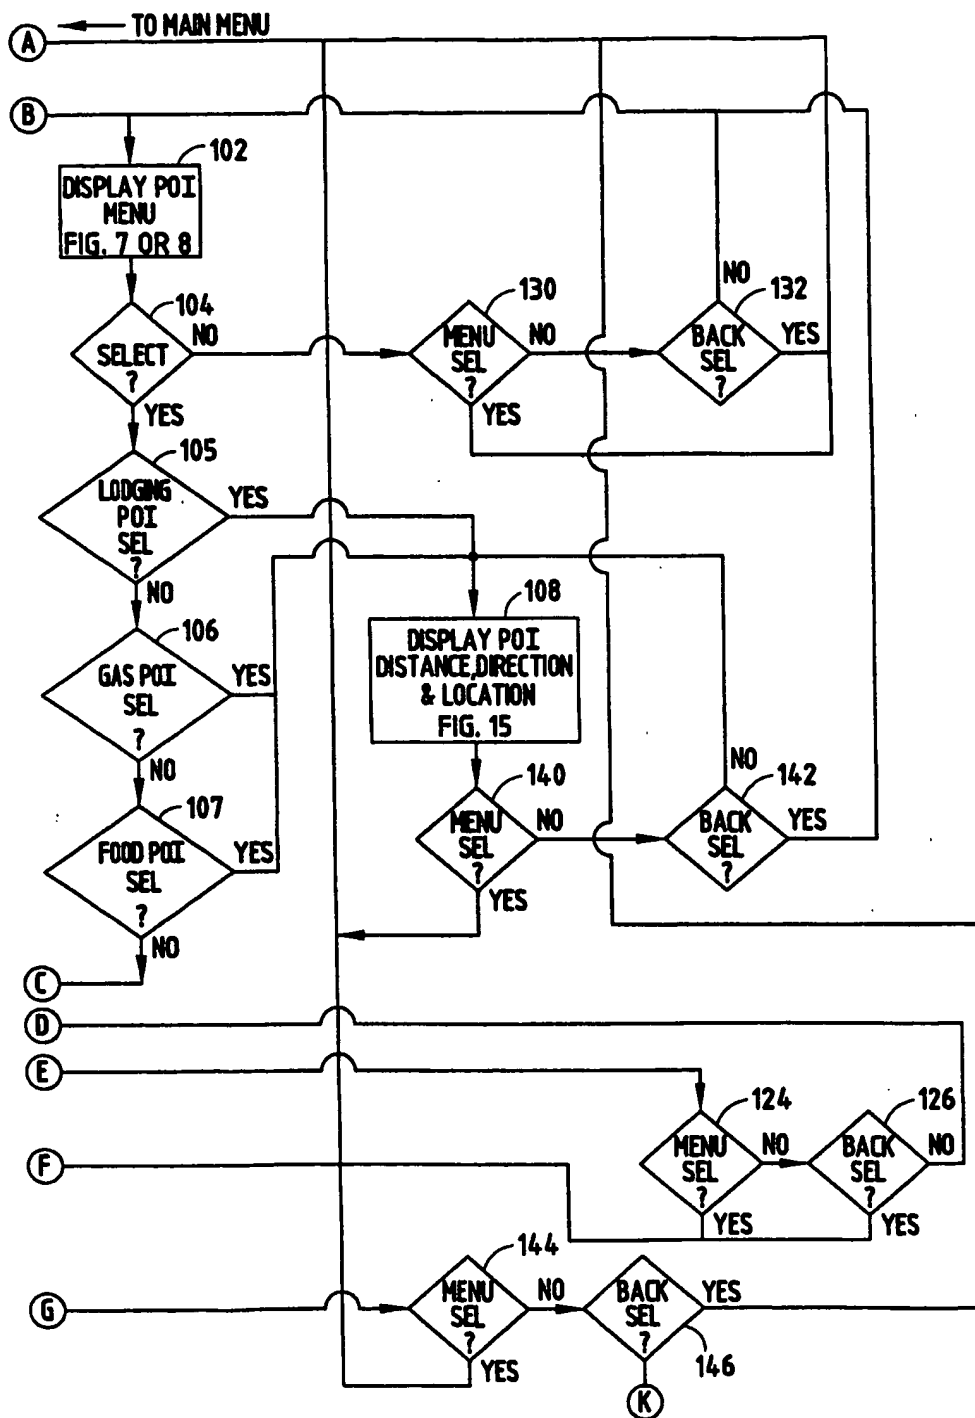 TO MAIN MENU
A
B
102
DISPLAY POI
MENU
FIG. 7 OR 8
104
NO
SELECT
?
YES
130
MENU
SEL
?
NO
YES
NO
132
BACK
SEL
?
YES
105
LODGING
POI
SEL
?
YES
NO
106
GAS POI
SEL
?
YES
NO
107
FOOD POI
SEL
?
YES
NO
108
DISPLAY POI
DISTANCE,DIRECTION
& LOCATION
FIG. 15
140
MENU
SEL
?
NO
YES
NO
142
BACK
SEL
?
YES
C
D
E
124
MENU
SEL
?
NO
YES
126
BACK
SEL
?
NO
YES
F
144
MENU
SEL
?
NO
YES
G
BACK
SEL
?
YES
146
K